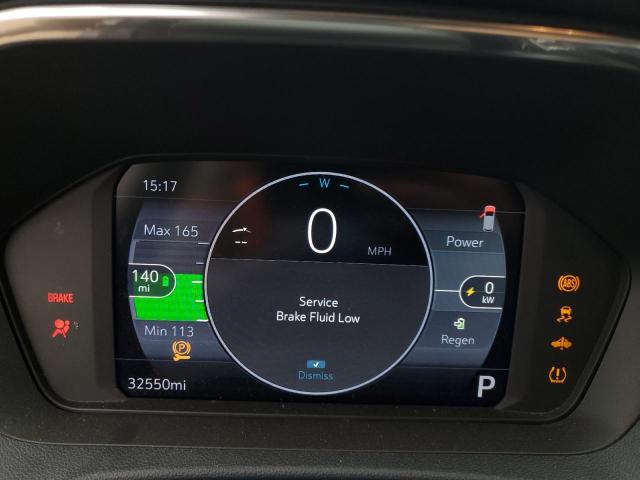 15:17
W
Max 165
0
MPH
Power
140
mi
0
kW
BRAKE
Service
Brake Fluid Low
ABS
Min 113
P
Regen
Dismiss
32550mi
P